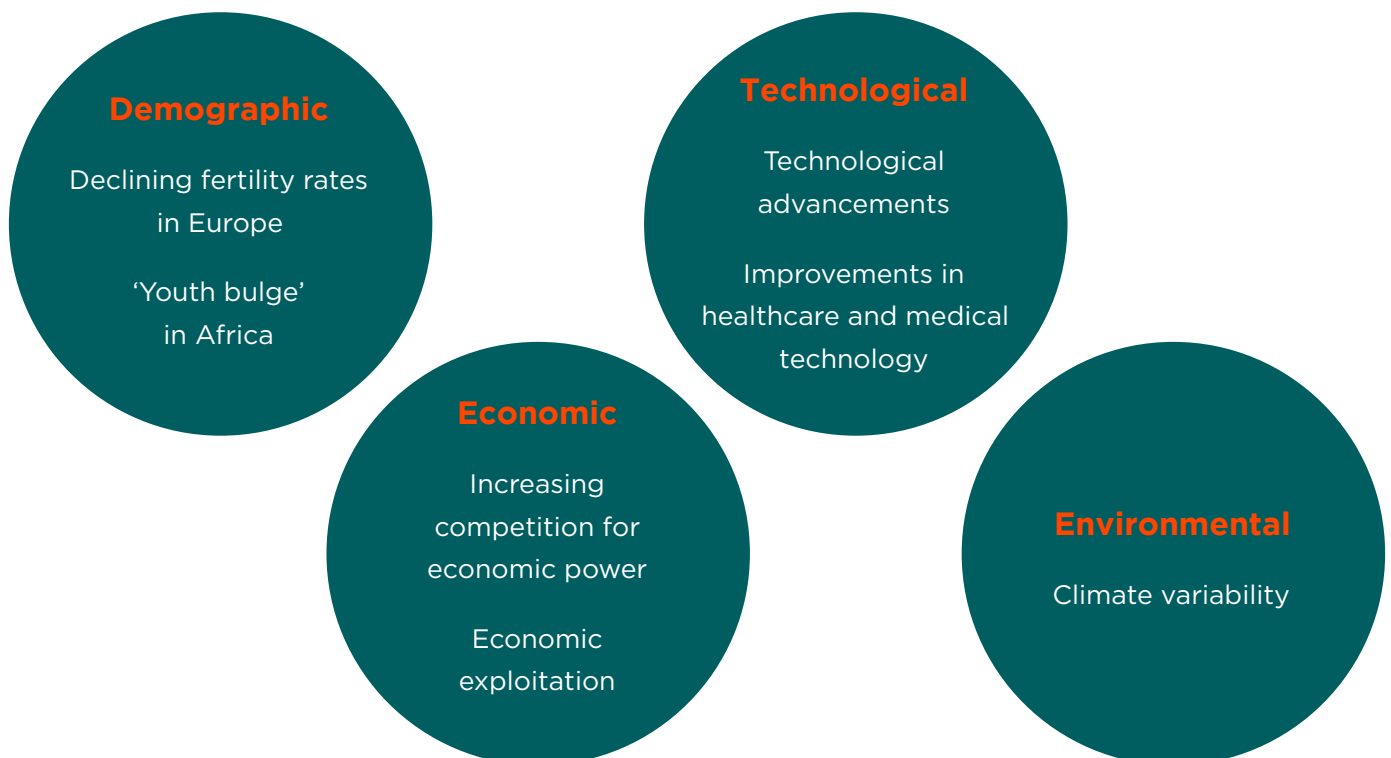 Demographic
Declining fertility rates
in Europe
‘Youth bulge’
in Africa
Economic
Increasing
competition for
economic power
Economic
exploitation
Technological
Technological
advancements
Improvements in
healthcare and medical
technology
Environmental
Climate variability